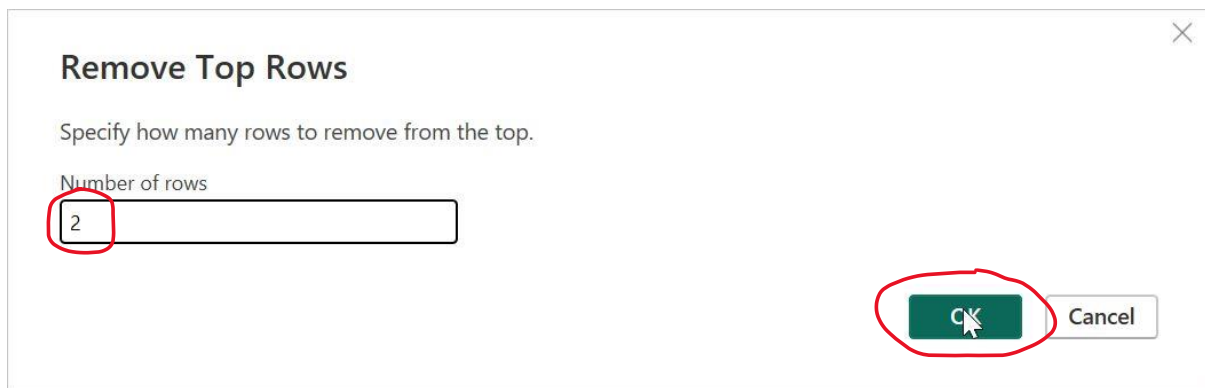 Remove Top Rows
Specify how many rows to remove from the top.
Number of rows
2
OK Cancel